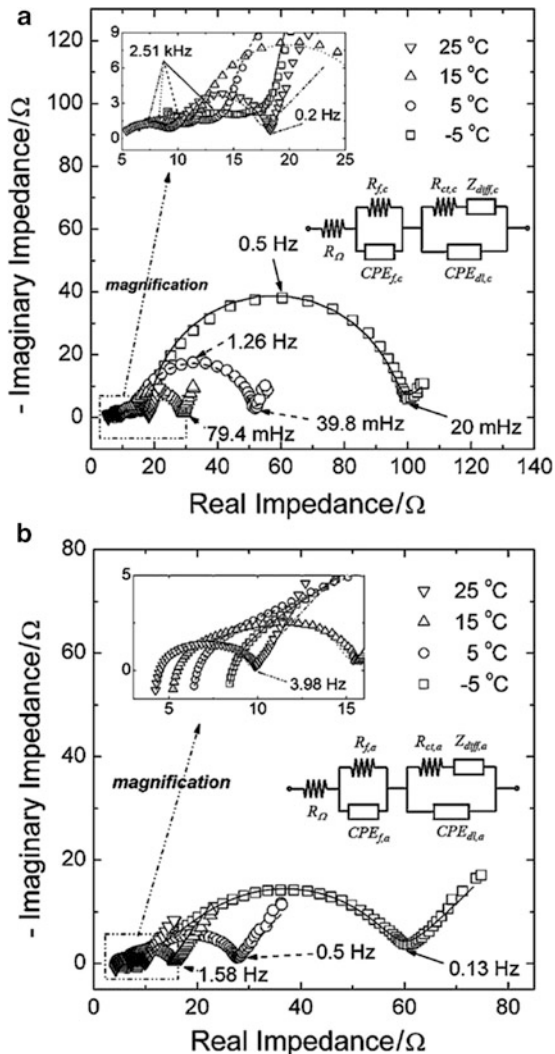 a
- Imaginary Impedance/Ω
120
100
80
60
40
20
0
9
6
3
0
5 10 15 20 25
2.51 kHz
0.2 Hz
25 °C
15 °C
5 °C
-5 °C
R_Ω
R_f,c
CPE_f,c
R_ct,c
Z_diff,c
CPE_dl,c
magnification
0.5 Hz
1.26 Hz
79.4 mHz
39.8 mHz
20 mHz
0 20 40 60 80 100 120 140
Real Impedance/Ω
b
- Imaginary Impedance/Ω
80
60
40
20
0
5
0
5 10 15
3.98 Hz
25 °C
15 °C
5 °C
-5 °C
R_Ω
R_f,a
CPE_f,a
R_ct,a
Z_diff,a
CPE_dl,a
magnification
1.58 Hz
0.5 Hz
0.13 Hz
0 20 40 60 80
Real Impedance/Ω